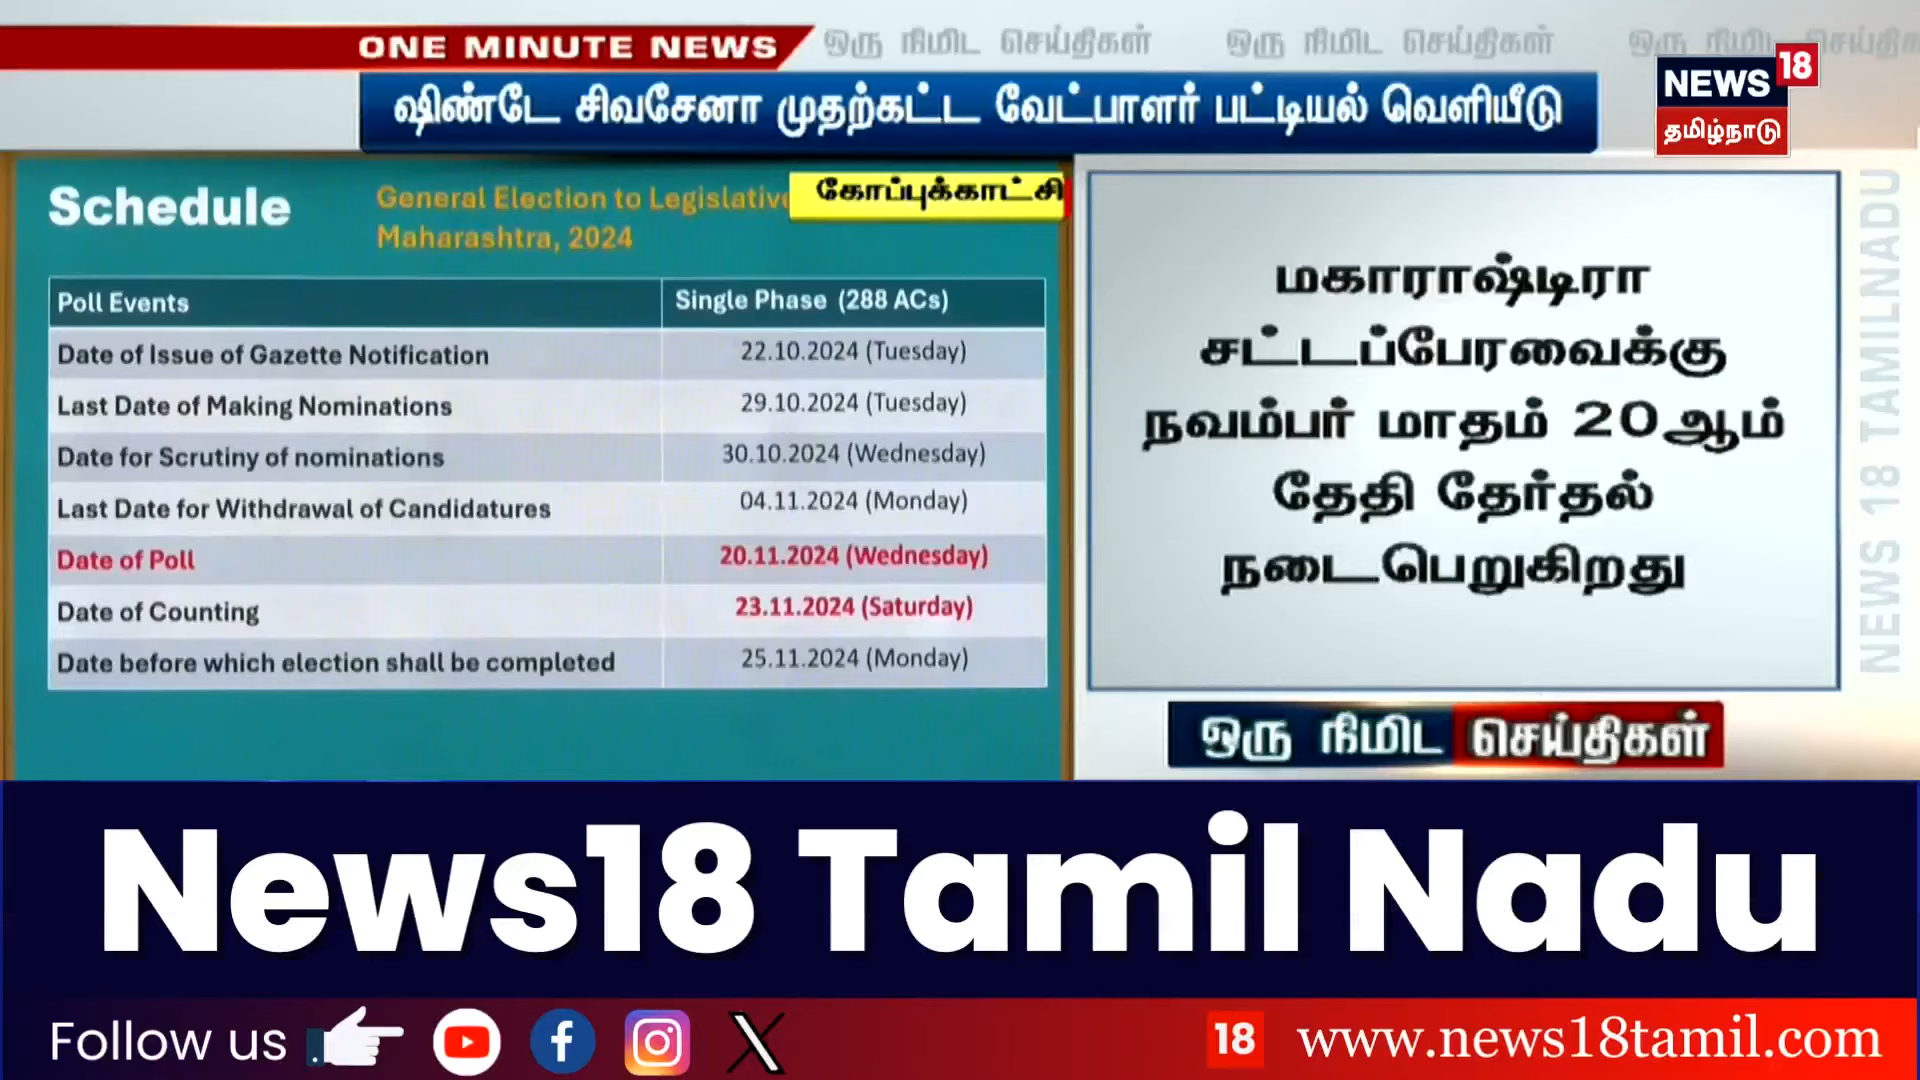 ONE MINUTE NEWS
ஒரு நிமிட செய்திகள் ஒரு நிமிட செய்திகள் ஒரு நிமிட செய்திகள்
ஷிண்டே சிவசேனா முதற்கட்ட வேட்பாளர் பட்டியல் வெளியீடு
NEWS 18
தமிழ்நாடு
Schedule
General Election to Legislative
Maharashtra, 2024
கோப்புக்காட்சி
Poll Events Single Phase (288 ACs)
Date of Issue of Gazette Notification 22.10.2024 (Tuesday)
Last Date of Making Nominations 29.10.2024 (Tuesday)
Date for Scrutiny of nominations 30.10.2024 (Wednesday)
Last Date for Withdrawal of Candidatures 04.11.2024 (Monday)
Date of Poll 20.11.2024 (Wednesday)
Date of Counting 23.11.2024 (Saturday)
Date before which election shall be completed 25.11.2024 (Monday)
மகாராஷ்டிரா
சட்டப்பேரவைக்கு
நவம்பர் மாதம் 20ஆம்
தேதி தேர்தல்
நடைபெறுகிறது
NEWS 18 TAMILNADU
ஒரு நிமிட செய்திகள்
News18 Tamil Nadu
Follow us
18 www.news18tamil.com